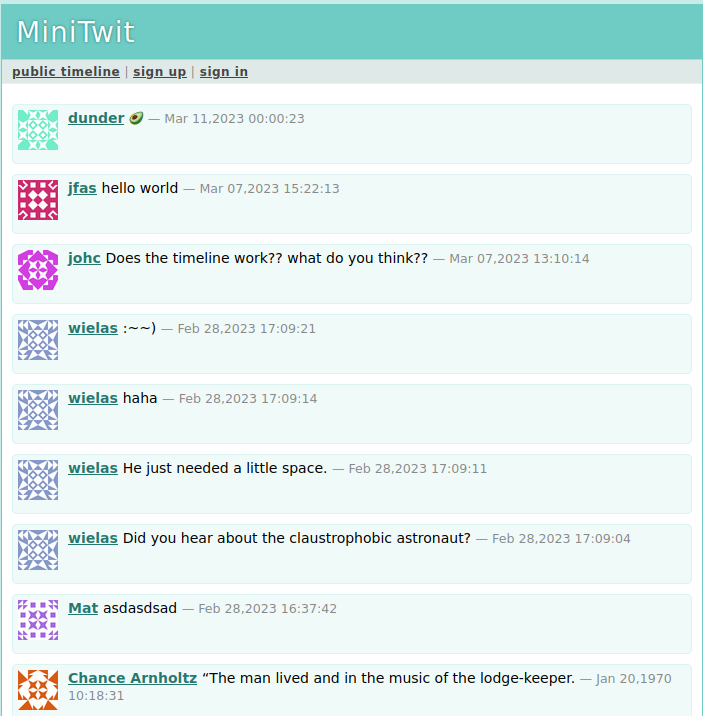 MiniTwit
public timeline | sign up | sign in
dunder 🥑 — Mar 11,2023 00:00:23
jfas hello world — Mar 07,2023 15:22:13
johc Does the timeline work?? what do you think?? — Mar 07,2023 13:10:14
wielas :~~) — Feb 28,2023 17:09:21
wielas haha — Feb 28,2023 17:09:14
wielas He just needed a little space. — Feb 28,2023 17:09:11
wielas Did you hear about the claustrophobic astronaut? — Feb 28,2023 17:09:04
Mat asdasdsad — Feb 28,2023 16:37:42
Chance Arnholtz “The man lived and in the music of the lodge-keeper. — Jan 20,1970
10:18:31